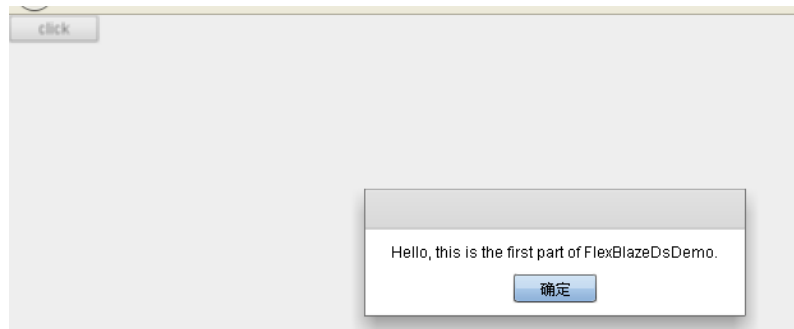 click
Hello, this is the first part of FlexBlazeDsDemo.
确定